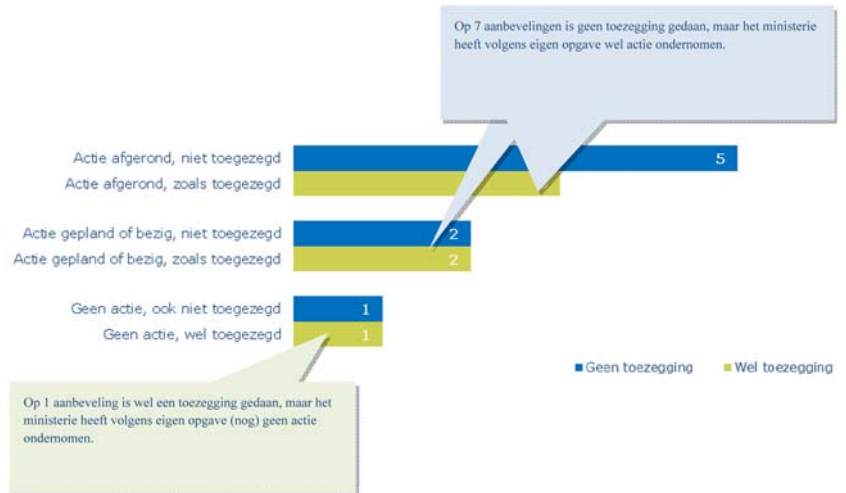 Op 7 aanbevelingen is geen toezegging gedaan, maar het ministerie
heeft volgens eigen opgave wel actie ondernomen.
Actie afgerond, niet toegezegd
5
Actie afgerond, zoals toegezegd
Actie gepland of bezig, niet toegezegd
2
Actie gepland of bezig, zoals toegezegd
2
Geen actie, ook niet toegezegd
1
Geen actie, wel toegezegd
1
Geen toezegging
Wel toezegging
Op 1 aanbeveling is wel een toezegging gedaan, maar het
ministerie heeft volgens eigen opgave (nog) geen actie
ondernomen.